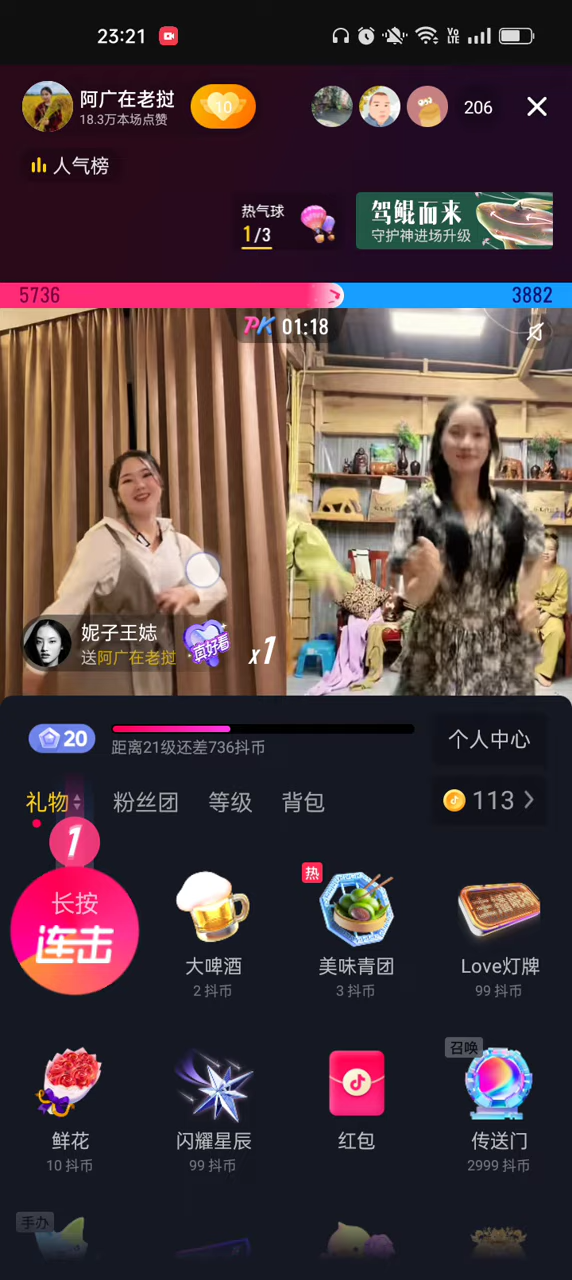 23:21
VoLTE
阿广在老挝
18.3万本场点赞
10
206
人气榜
热气球
1/3
驾鲲而来
守护神进场升级
5736
3882
PK 01:18
妮子王娡
送阿广在老挝
真好看
x1
20
距离21级还差736抖币
个人中心
礼物
粉丝团
等级
背包
113
1
长按
连击
热
大啤酒
2 抖币
美味青团
3 抖币
Love灯牌
99 抖币
召唤
鲜花
10 抖币
闪耀星辰
99 抖币
红包
传送门
2999 抖币
手办